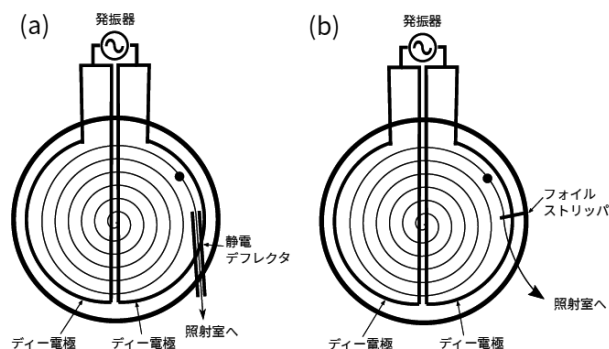 (a)
発振器
静電
デフレクタ
照射室へ
ディー電極
ディー電極
(b)
発振器
フォイル
ストリッパ
照射室へ
ディー電極
ディー電極